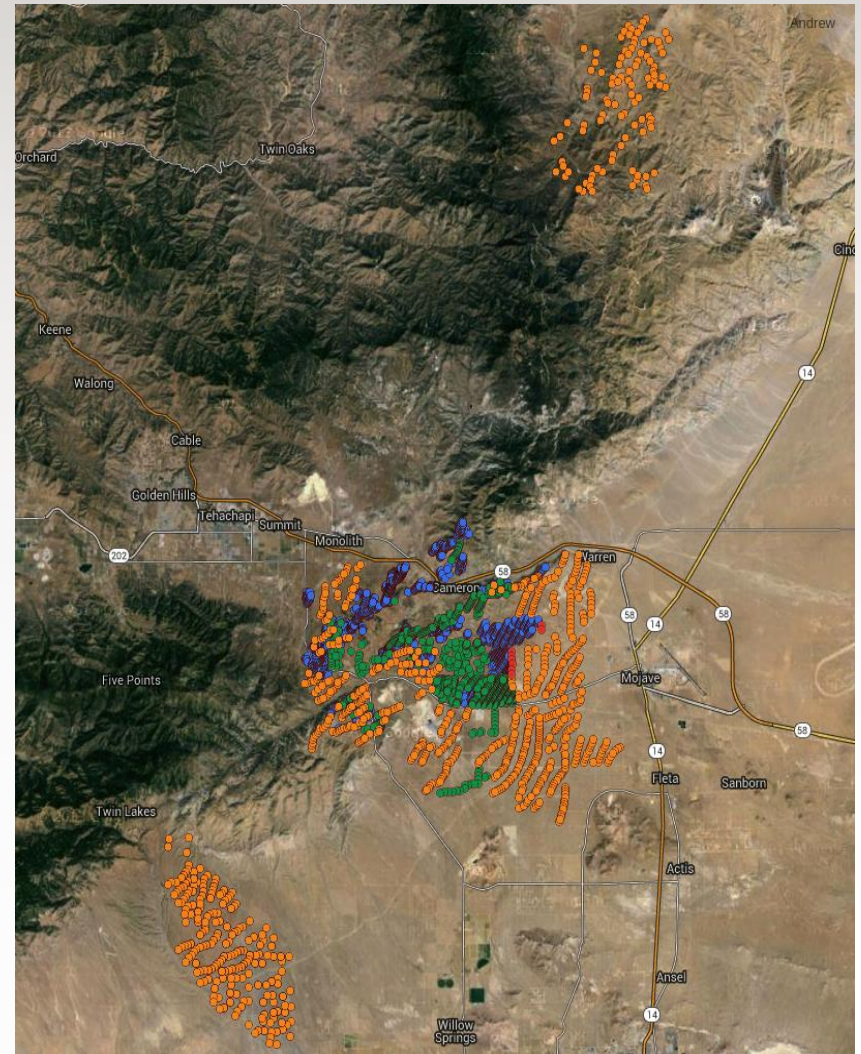 Andrew
Twin Oaks
Orchard
14
Keene
Walong
Cable
Golden Hills
Tehachapi
Summit
Monolith
202
58
Warren
Cameron
58
14
58
Five Points
Mojave
58
14
Fleta
Sanborn
Twin Lakes
Actis
Ansel
14
Willow
Springs